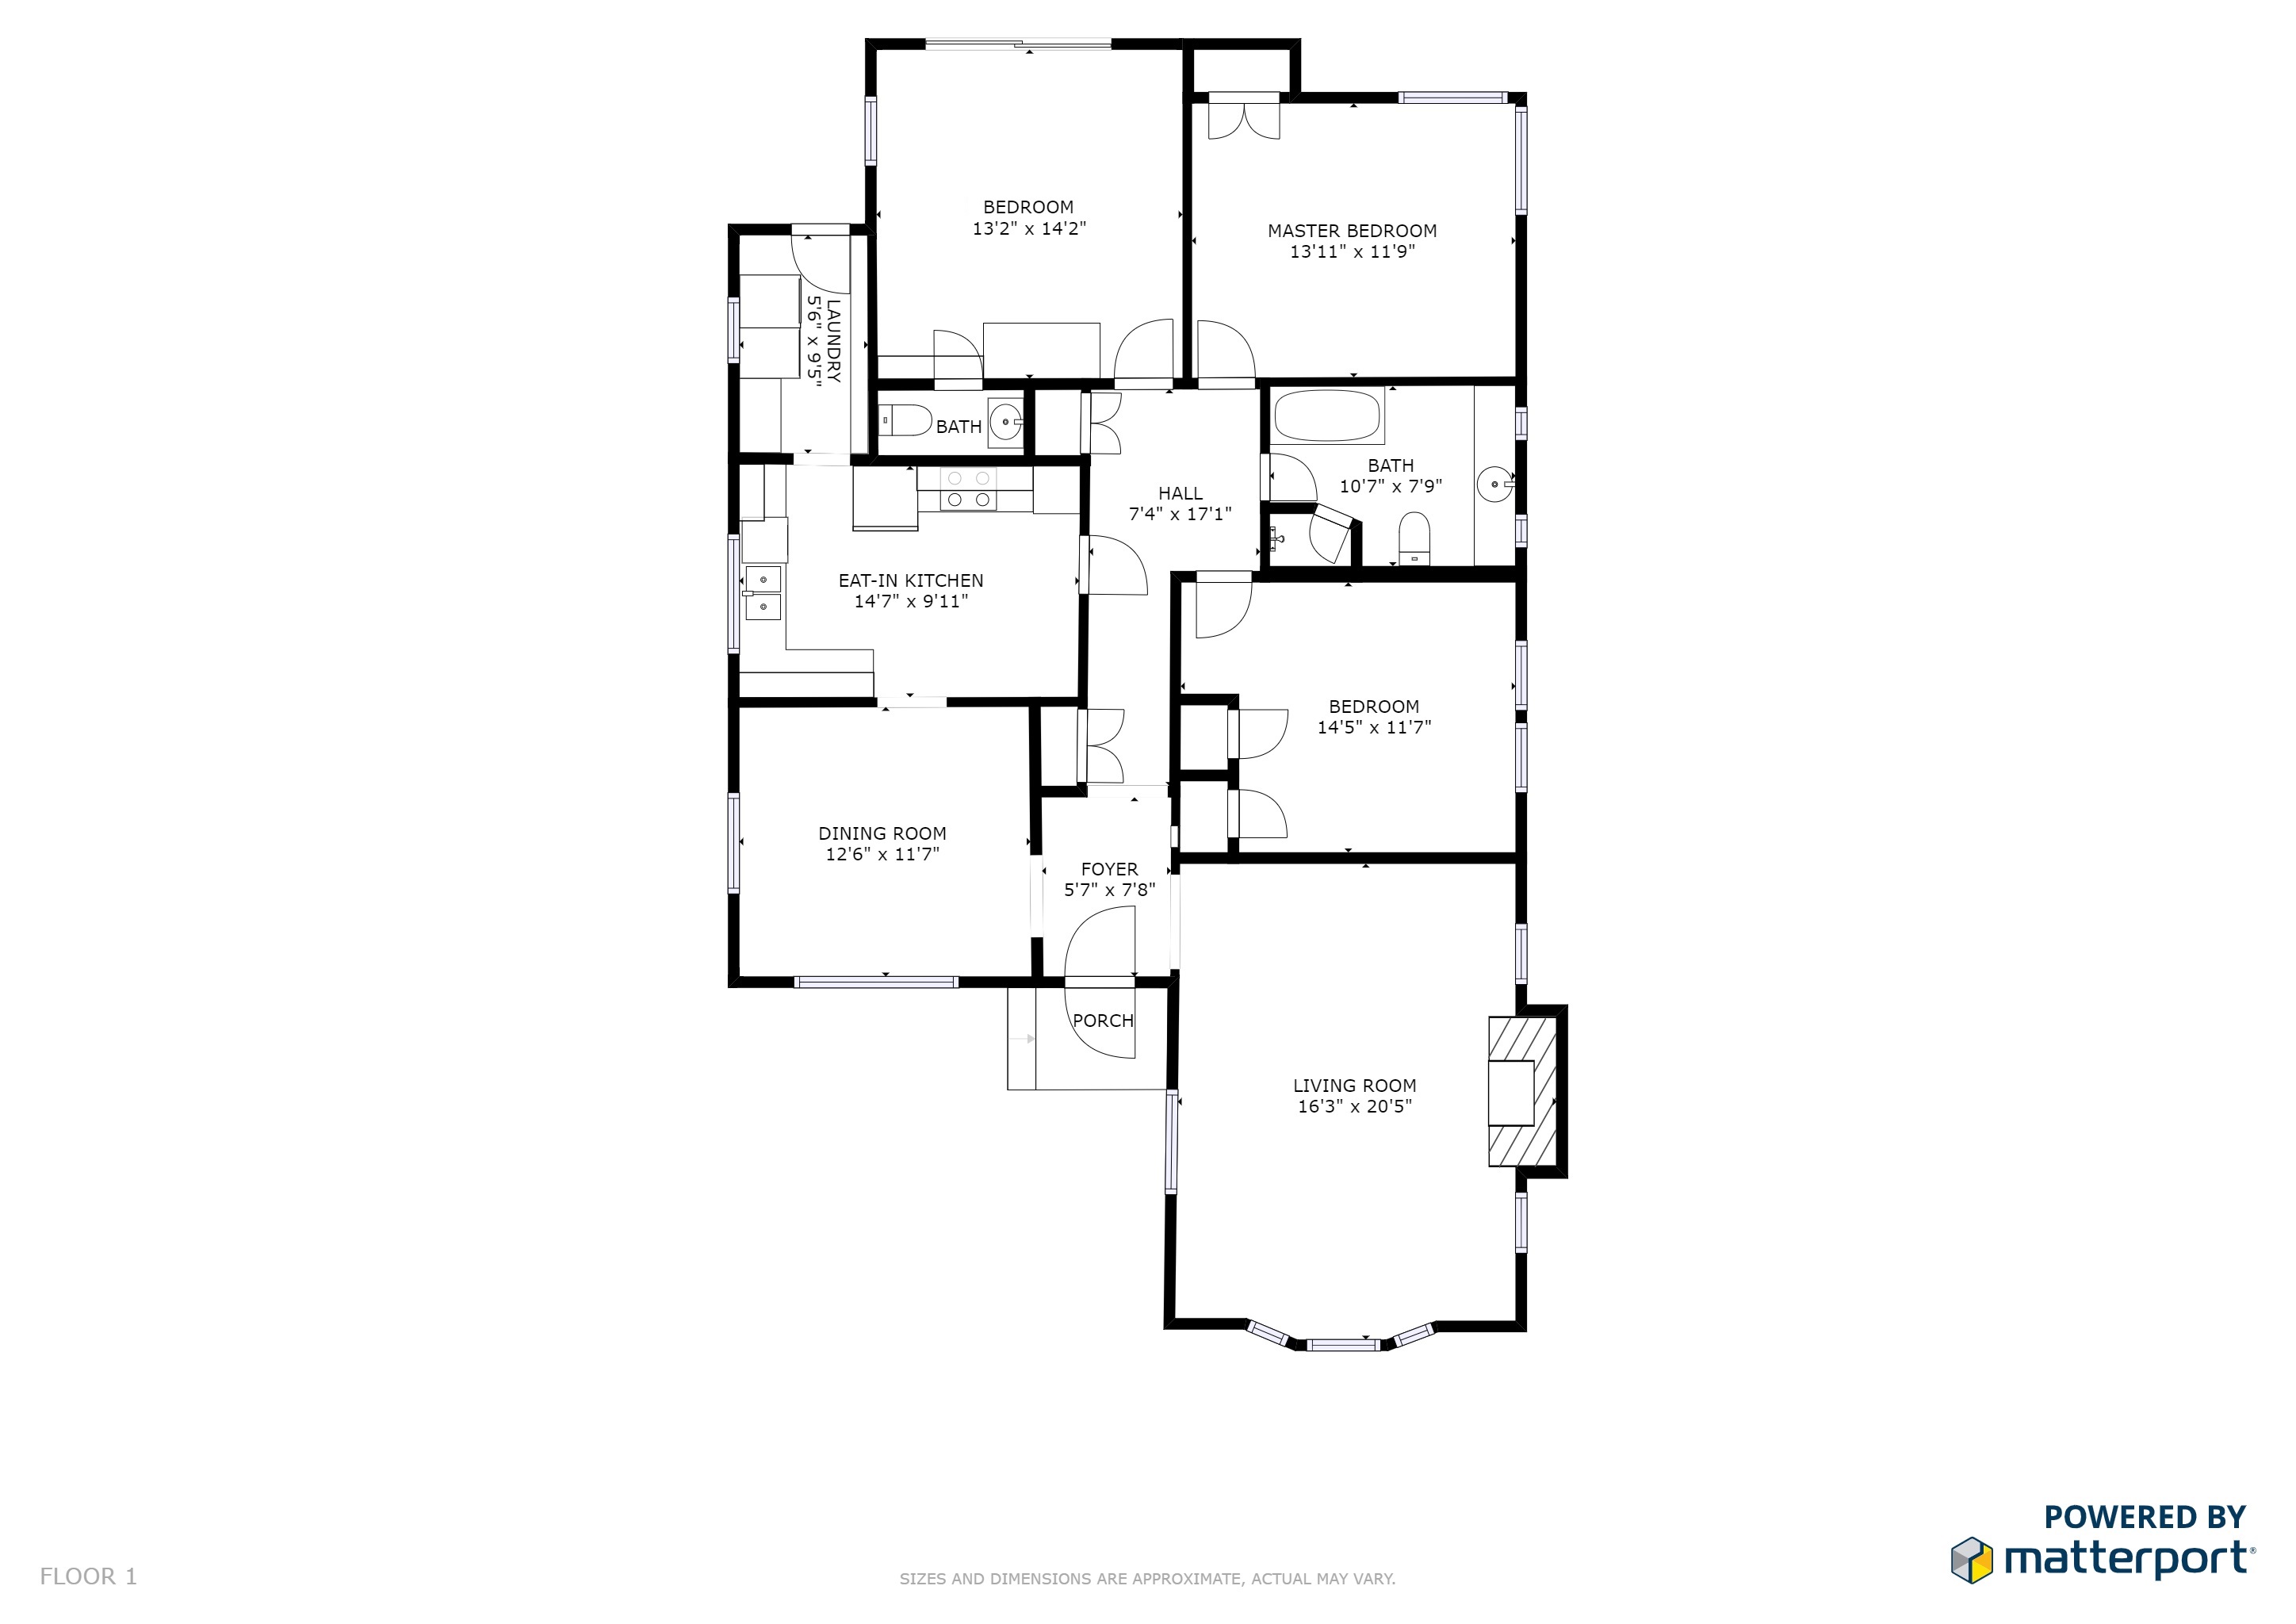 BEDROOM
13'2" x 14'2"
MASTER BEDROOM
13'11" x 11'9"
LAUNDRY
5'6" x 9'5"
BATH
BATH
10'7" x 7'9"
HALL
7'4" x 17'1"
EAT-IN KITCHEN
14'7" x 9'11"
BEDROOM
14'5" x 11'7"
DINING ROOM
12'6" x 11'7"
FOYER
5'7" x 7'8"
PORCH
LIVING ROOM
16'3" x 20'5"
POWERED BY
matterport®
FLOOR 1
SIZES AND DIMENSIONS ARE APPROXIMATE, ACTUAL MAY VARY.